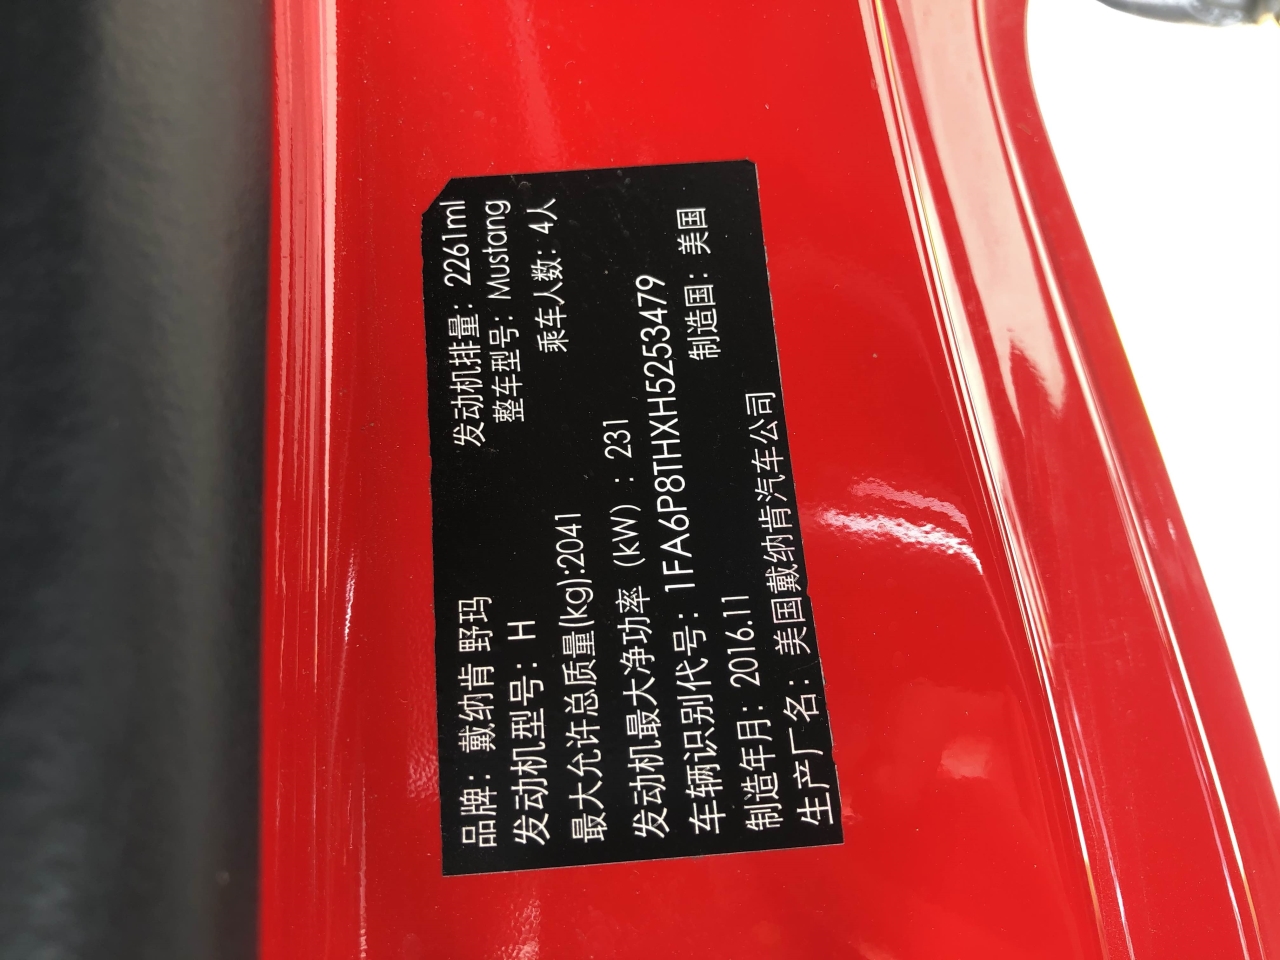 品牌：戴纳肯 野玛 发动机排量：2261ml
发动机型号：H 整车型号：Mustang
最大允许总质量(kg):2041 乘车人数：4人
发动机最大净功率（kW）：231
车辆识别代号：1FA6P8THXH5253479
制造年月：2016.11 制造国：美国
生产厂名：美国戴纳肯汽车公司